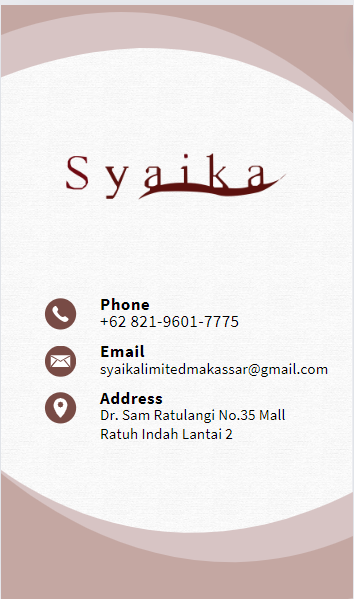 Syaika
Phone
+62 821-9601-7775
Email
syaikalimitedmakassar@gmail.com
Address
Dr. Sam Ratulangi No.35 Mall
Ratuh Indah Lantai 2